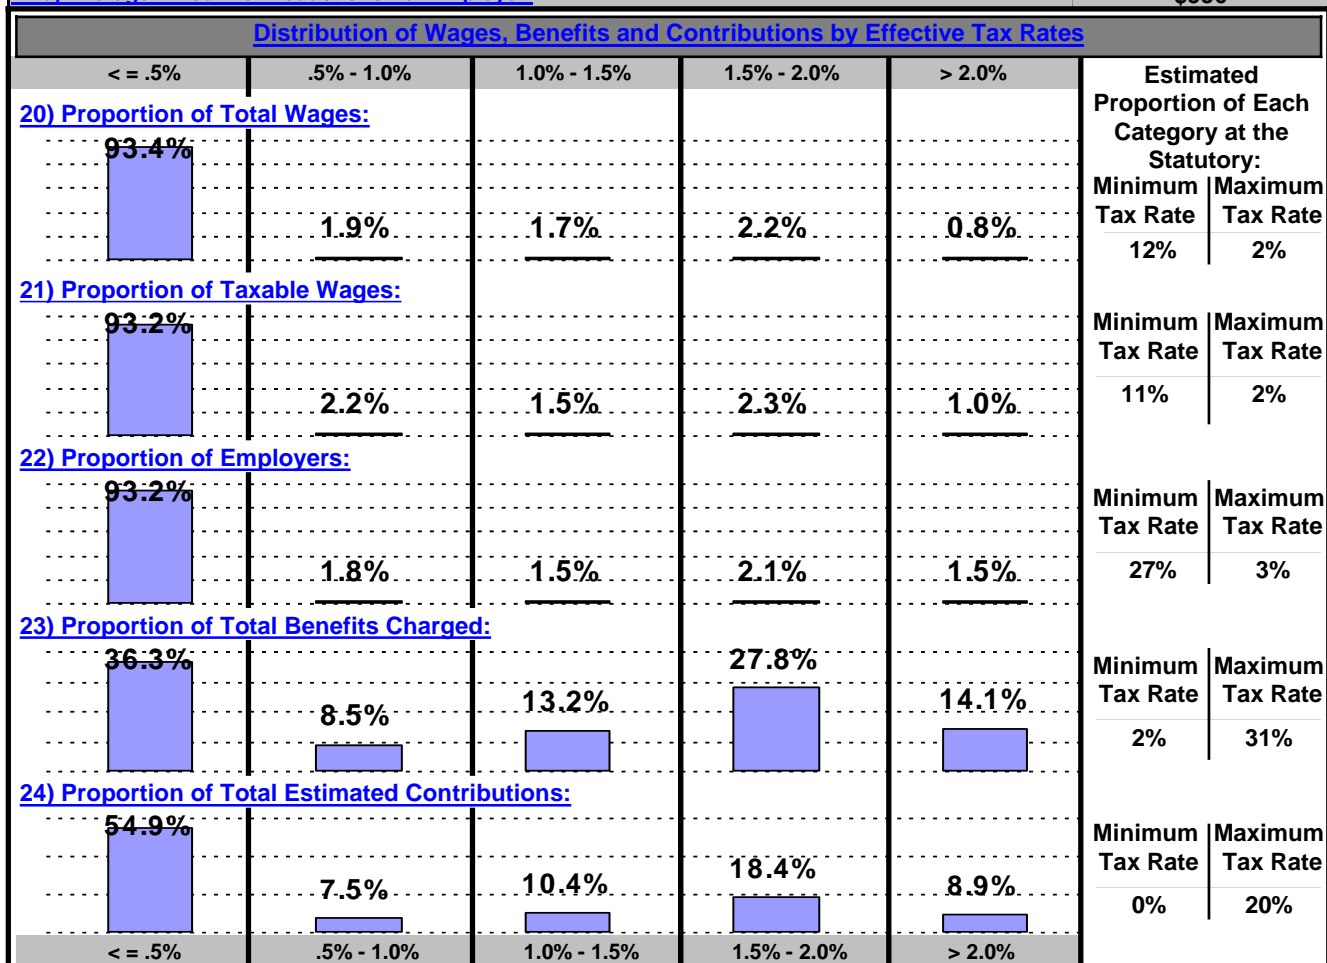 Distribution of Wages, Benefits and Contributions by Effective Tax Rates
< = .5% .5% - 1.0% 1.0% - 1.5% 1.5% - 2.0% > 2.0%
Estimated
Proportion of Each
Category at the
Statutory:
20) Proportion of Total Wages:
93.4% 1.9% 1.7% 2.2% 0.8%
Minimum Maximum
Tax Rate Tax Rate
12% 2%
21) Proportion of Taxable Wages:
93.2% 2.2% 1.5% 2.3% 1.0%
Minimum Maximum
Tax Rate Tax Rate
11% 2%
22) Proportion of Employers:
93.2% 1.8% 1.5% 2.1% 1.5%
Minimum Maximum
Tax Rate Tax Rate
27% 3%
23) Proportion of Total Benefits Charged:
36.3% 8.5% 13.2% 27.8% 14.1%
Minimum Maximum
Tax Rate Tax Rate
2% 31%
24) Proportion of Total Estimated Contributions:
54.9% 7.5% 10.4% 18.4% 8.9%
Minimum Maximum
Tax Rate Tax Rate
0% 20%
< = .5% .5% - 1.0% 1.0% - 1.5% 1.5% - 2.0% > 2.0%